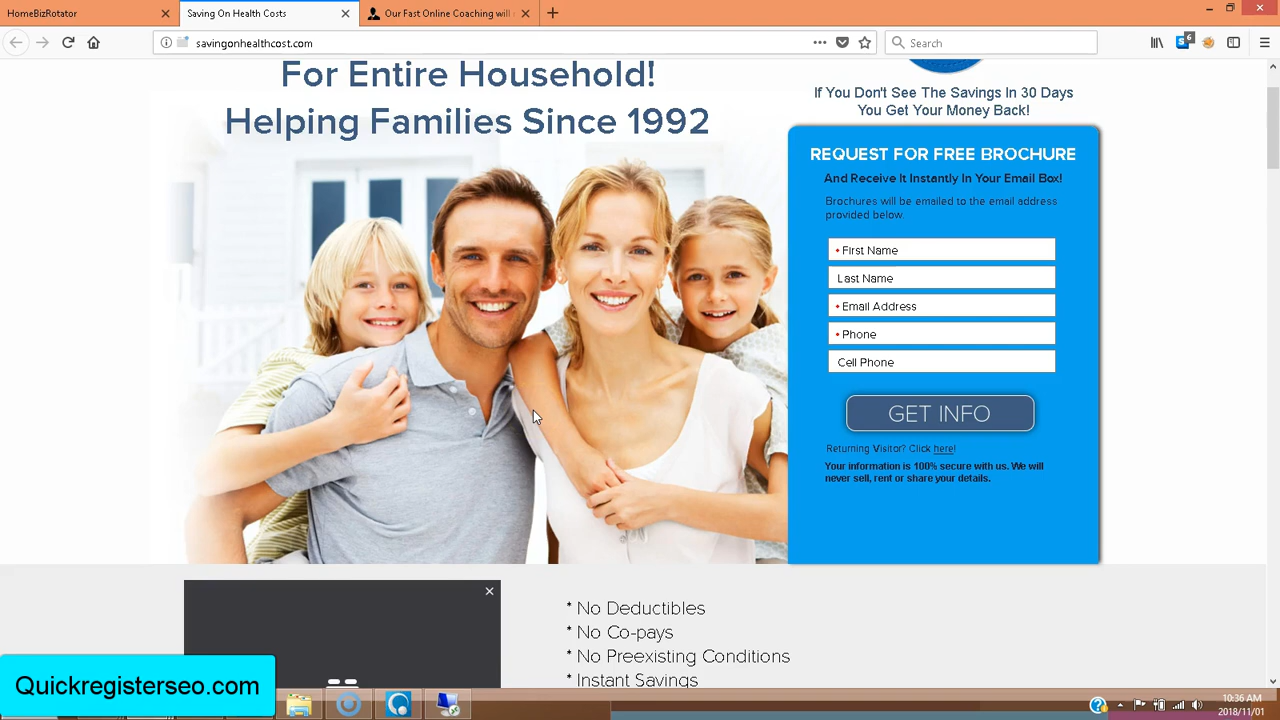 HomeBizRotator
Saving On Health Costs
Our Fast Online Coaching will
savingonhealthcost.com
Search
6
For Entire Household!
Helping Families Since 1992
If You Don't See The Savings In 30 Days
You Get Your Money Back!
REQUEST FOR FREE BROCHURE
And Receive It Instantly In Your Email Box!
Brochures will be emailed to the email address
provided below.
• First Name
Last Name
• Email Address
• Phone
Cell Phone
GET INFO
Returning Visitor? Click here!
Your information is 100% secure with us. We will
never sell, rent or share your details.
* No Deductibles
* No Co-pays
* No Preexisting Conditions
* Instant Savings
Quickregisterseo.com
10:36 AM
2018/11/01